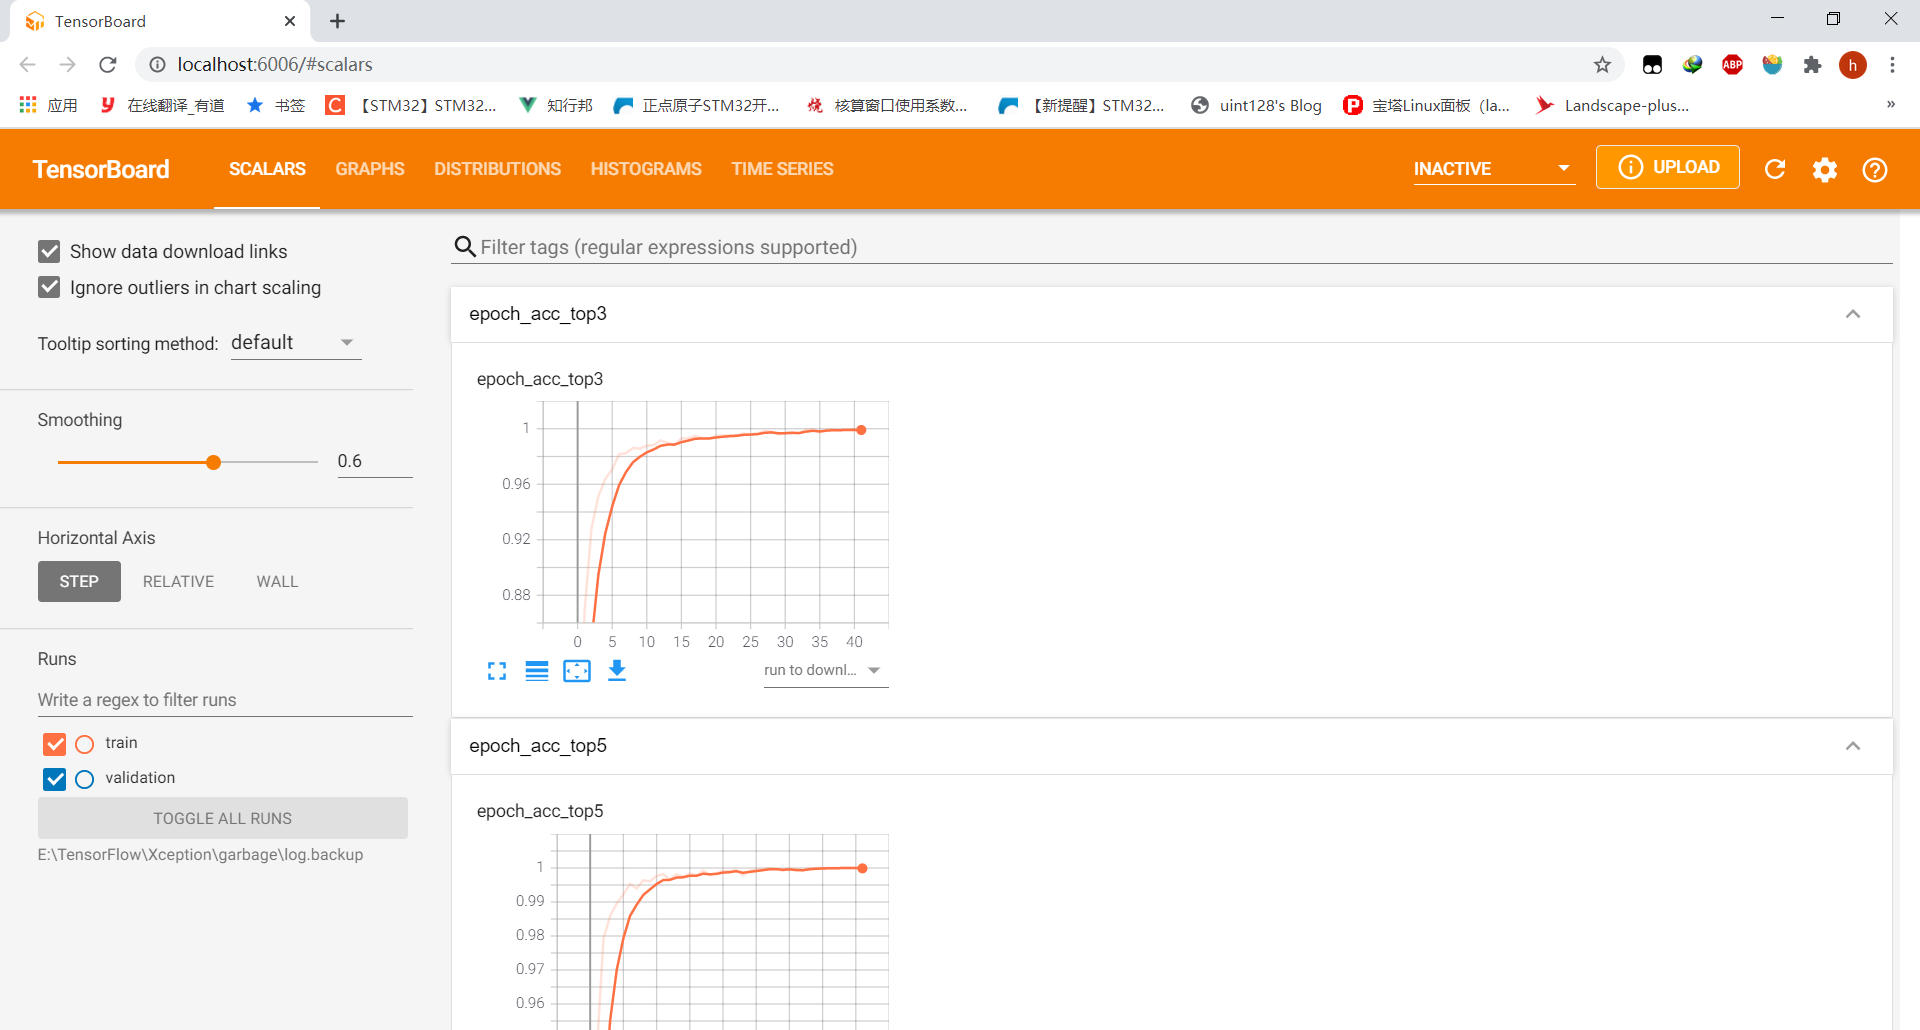 TensorBoard
localhost:6006/#scalars
ABP
h
应用 在线翻译_有道 书签 【STM32】STM32... 知行邦 正点原子STM32开... 核算窗口使用系数... 【新提醒】STM32... uint128's Blog 宝塔Linux面板（la... Landscape-plus... »
TensorBoard SCALARS GRAPHS DISTRIBUTIONS HISTOGRAMS TIME SERIES INACTIVE UPLOAD
Show data download links
Ignore outliers in chart scaling
Tooltip sorting method: default
Smoothing
0.6
Horizontal Axis
STEP RELATIVE WALL
Runs
Write a regex to filter runs
train
validation
TOGGLE ALL RUNS
E:\TensorFlow\Xception\garbage\log.backup
Filter tags (regular expressions supported)
epoch_acc_top3
epoch_acc_top3
1
0.96
0.92
0.88
0 5 10 15 20 25 30 35 40
run to downl...
epoch_acc_top5
epoch_acc_top5
1
0.99
0.98
0.97
0.96